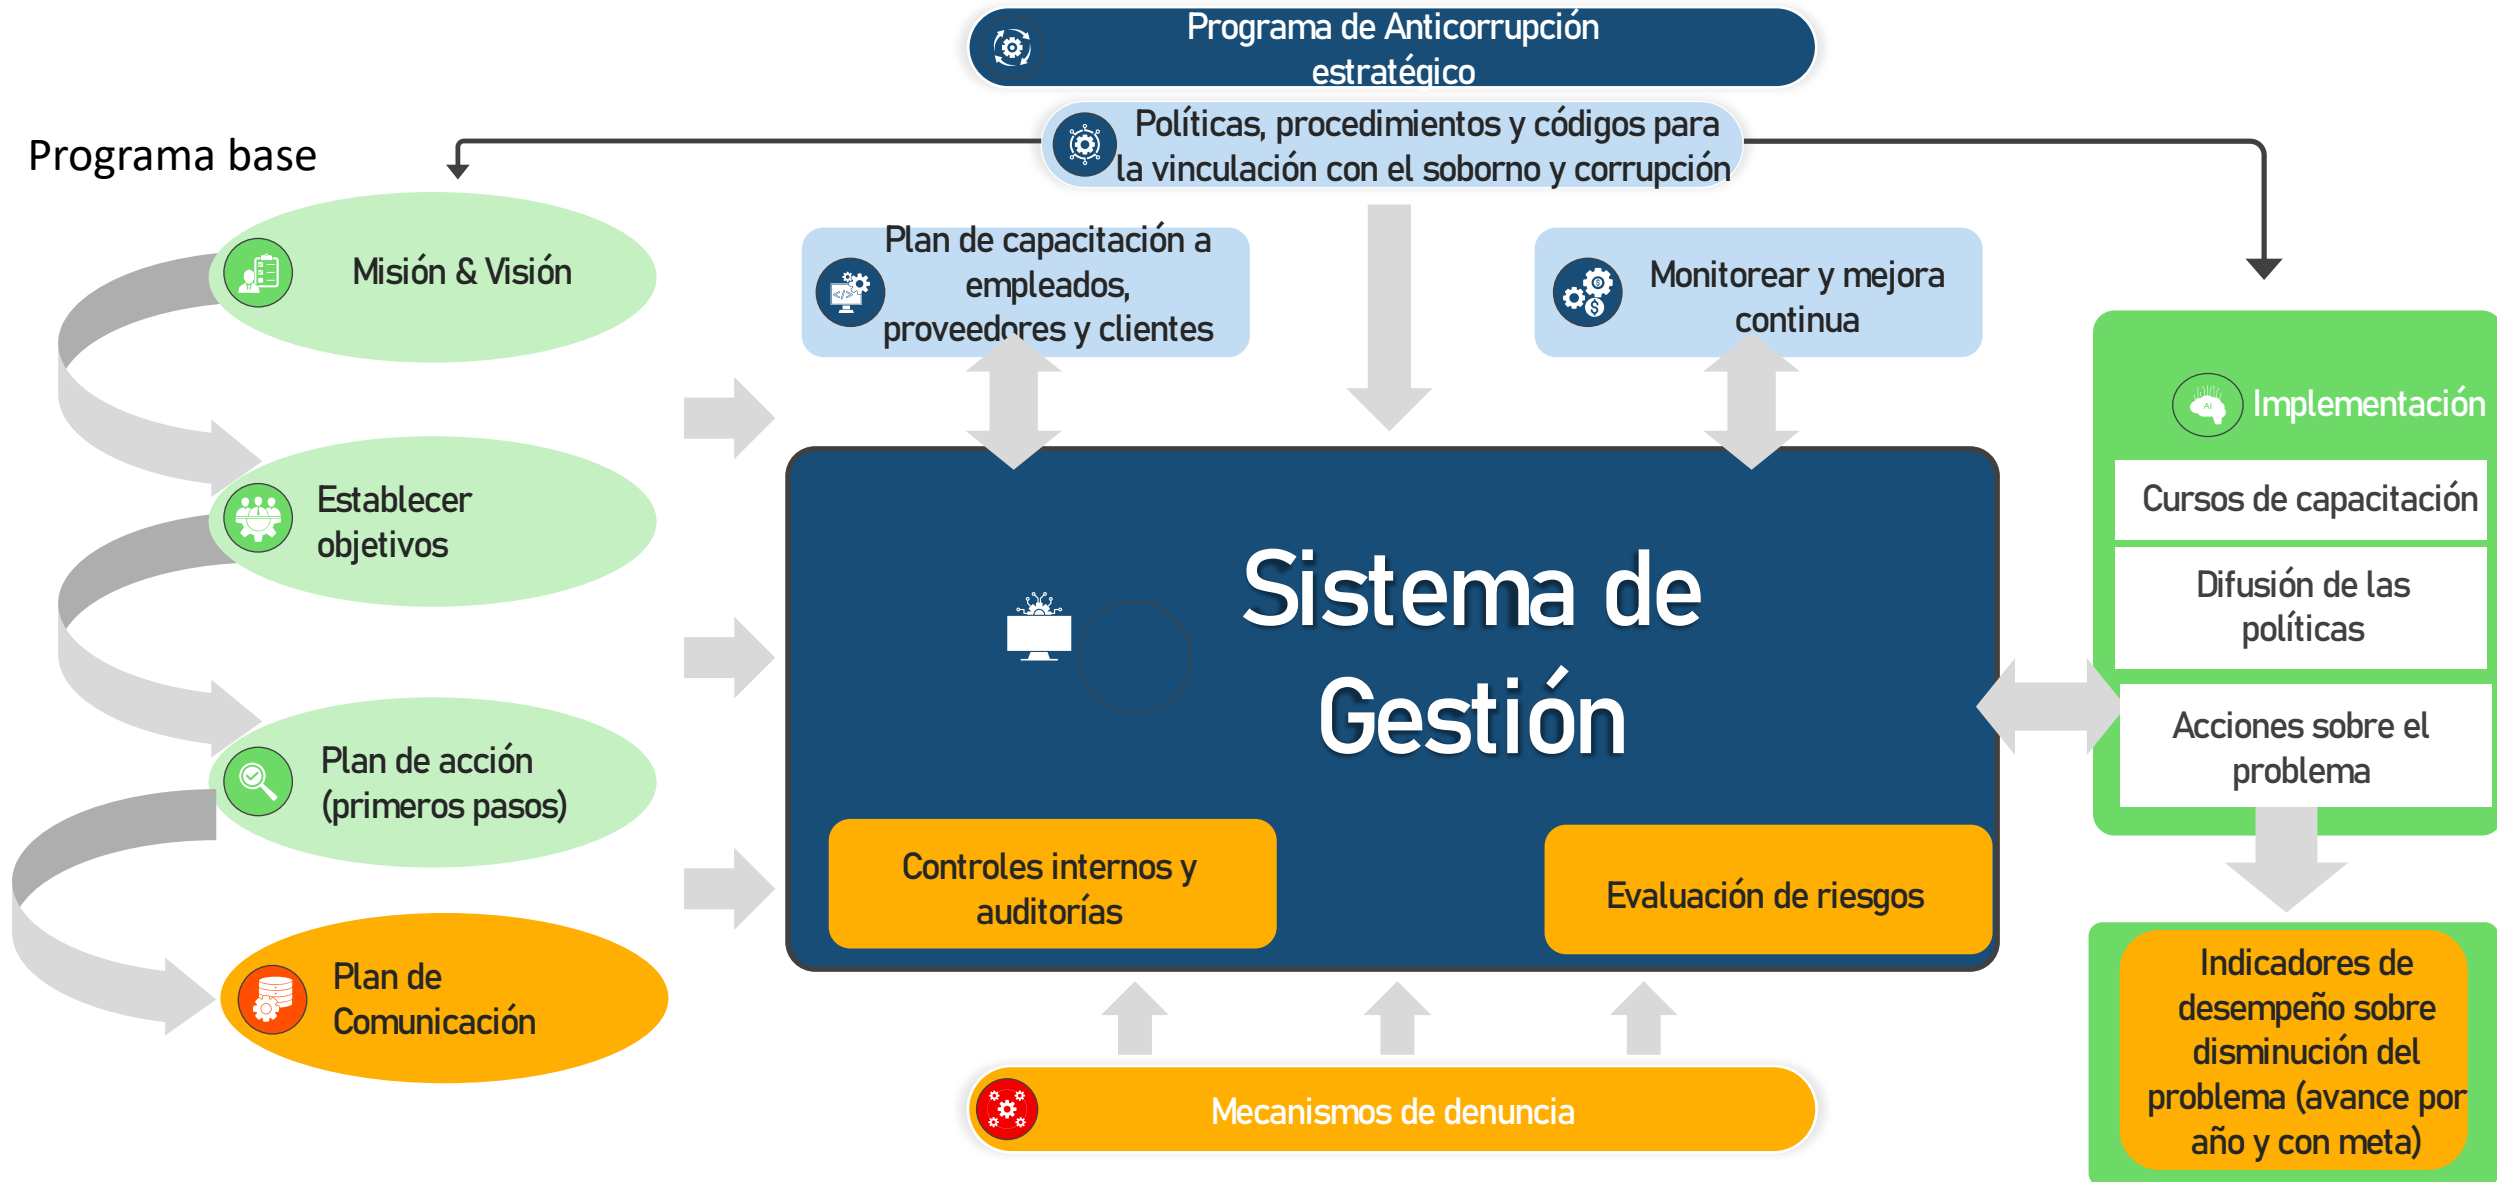 Programa de Anticorrupción
estratégico
Políticas, procedimientos y códigos para
la vinculación con el soborno y corrupción
Programa base
Misión & Visión
Establecer
objetivos
Plan de acción
(primeros pasos)
Plan de
Comunicación
Plan de capacitación a
empleados,
proveedores y clientes
Monitorear y mejora
continua
Sistema de
Gestión
Controles internos y
auditorías
Evaluación de riesgos
Mecanismos de denuncia
AI
Implementación
Cursos de capacitación
Difusión de las
políticas
Acciones sobre el
problema
Indicadores de
desempeño sobre
disminución del
problema (avance por
año y con meta)